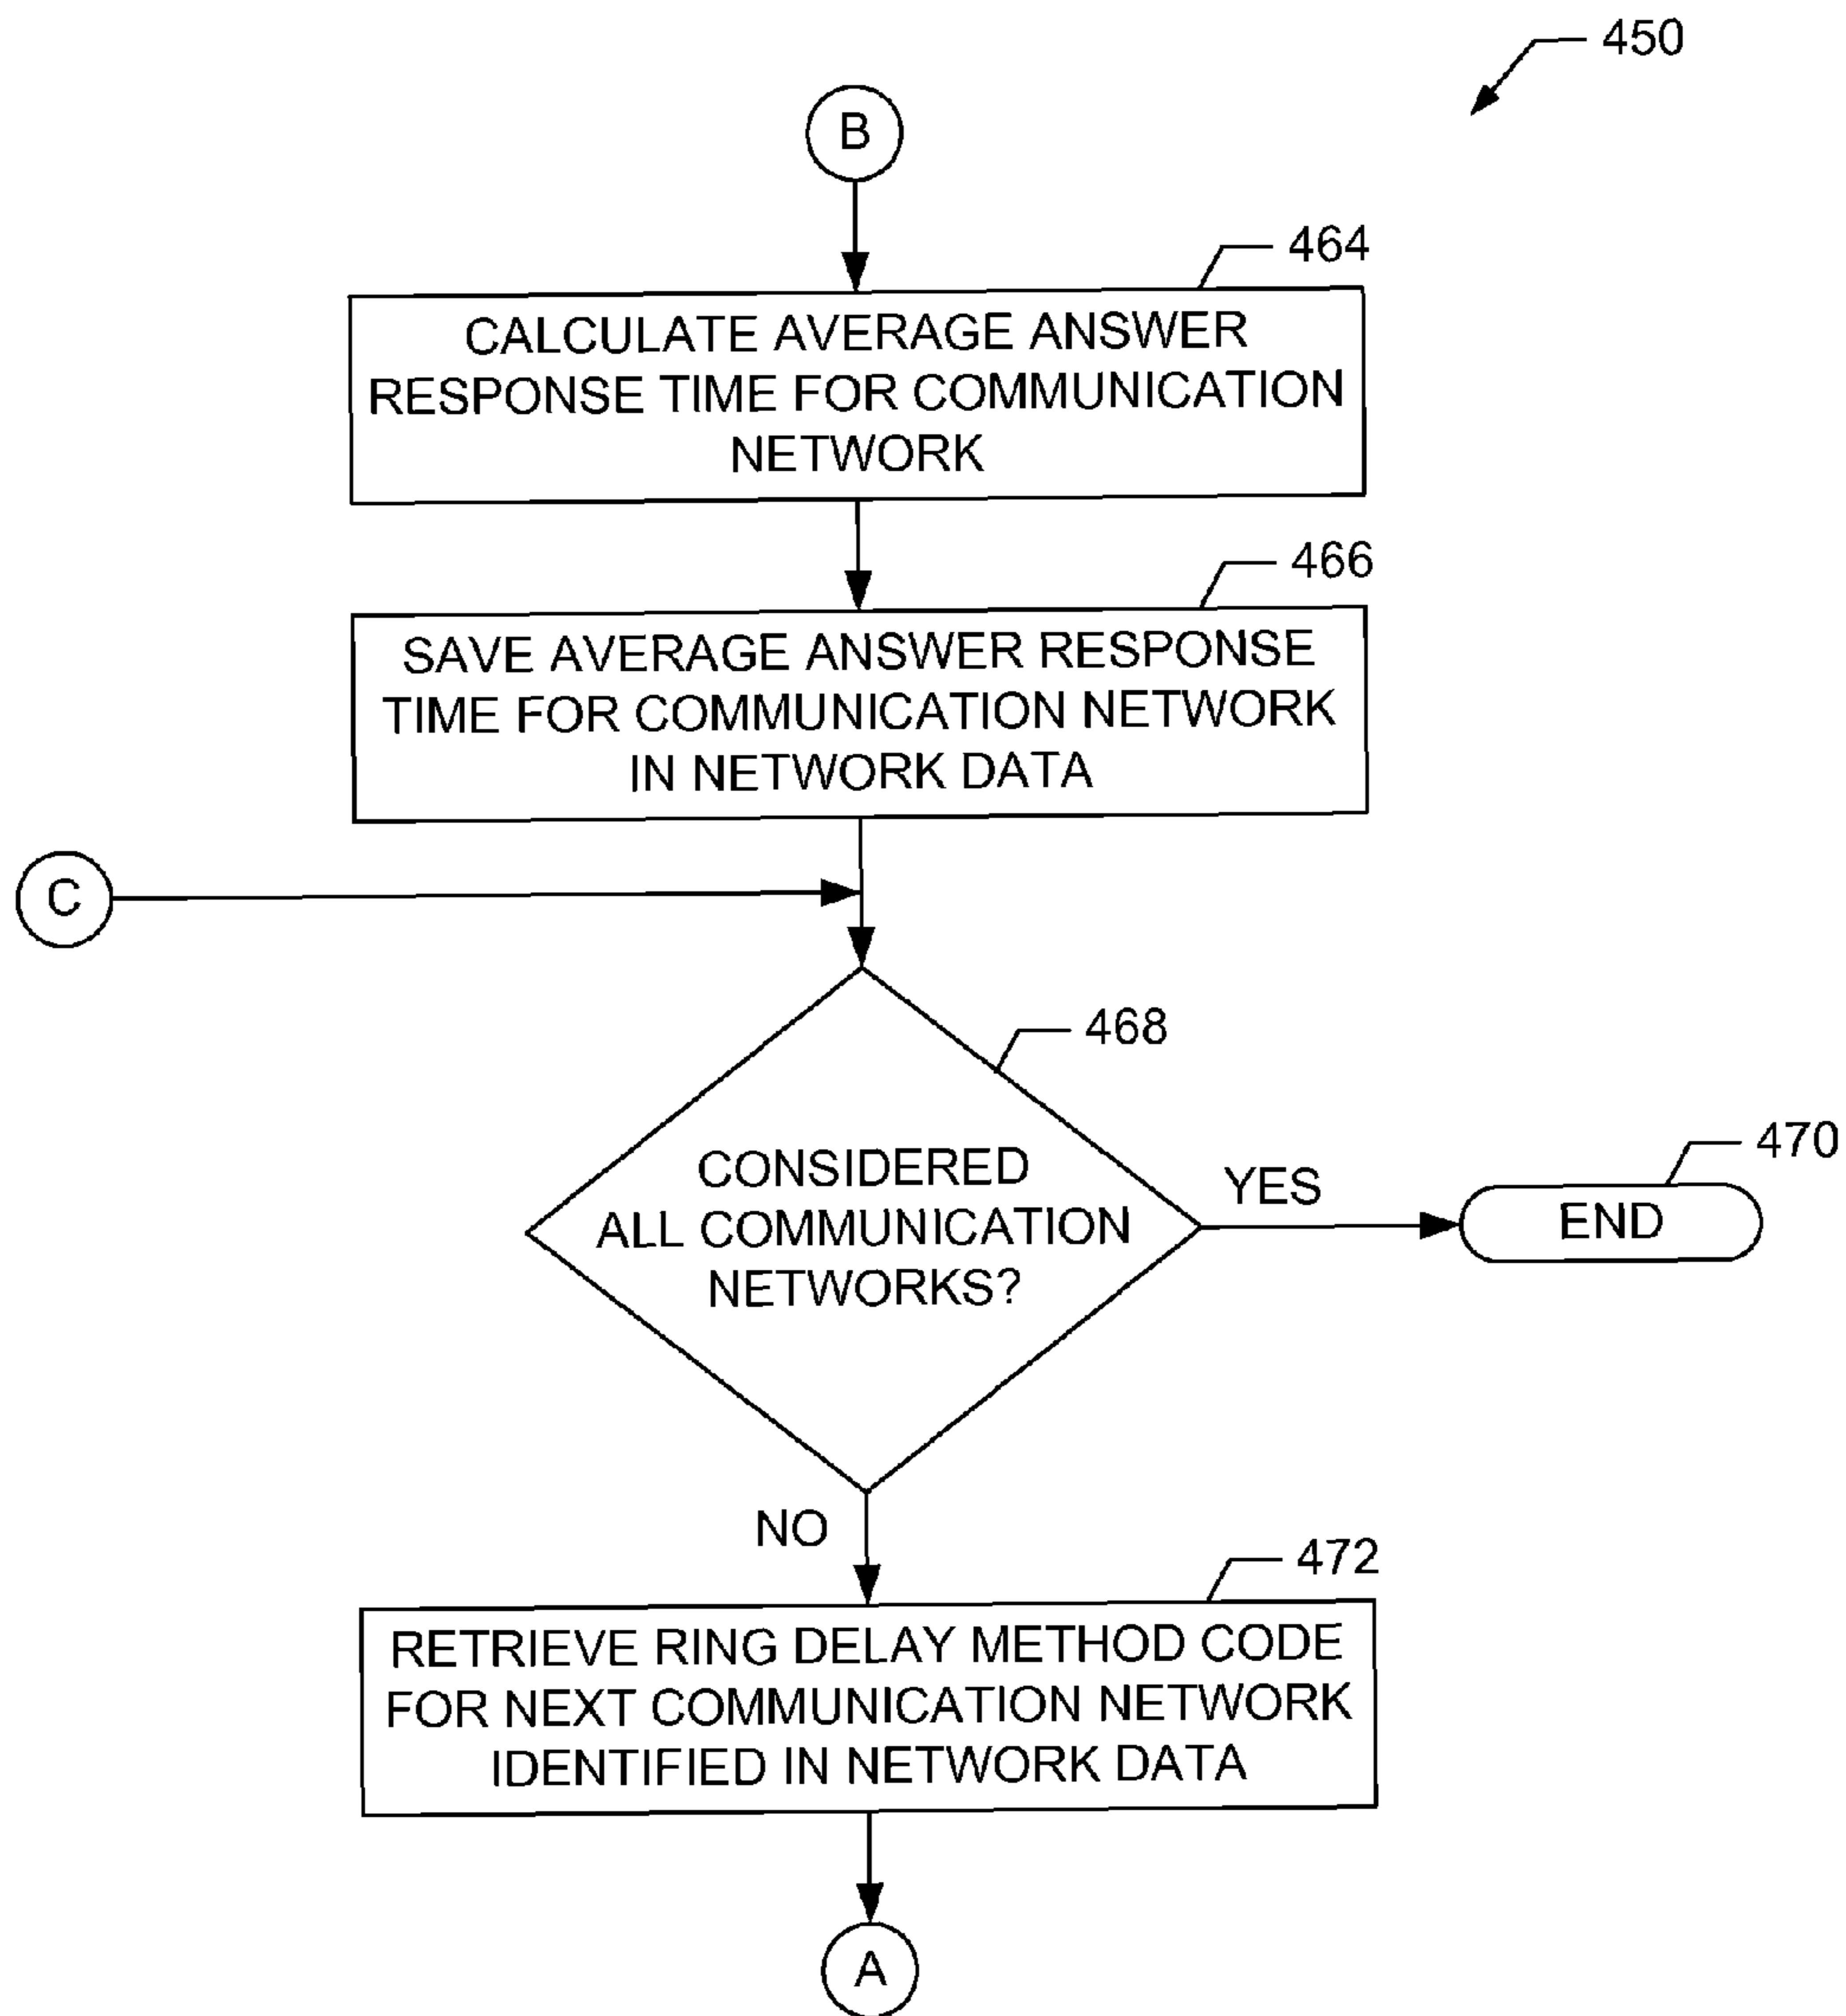 450
B
464
CALCULATE AVERAGE ANSWER
RESPONSE TIME FOR COMMUNICATION
NETWORK
466
SAVE AVERAGE ANSWER RESPONSE
TIME FOR COMMUNICATION NETWORK
IN NETWORK DATA
C
468
CONSIDERED
ALL COMMUNICATION
NETWORKS?
YES
470
END
NO
472
RETRIEVE RING DELAY METHOD CODE
FOR NEXT COMMUNICATION NETWORK
IDENTIFIED IN NETWORK DATA
A